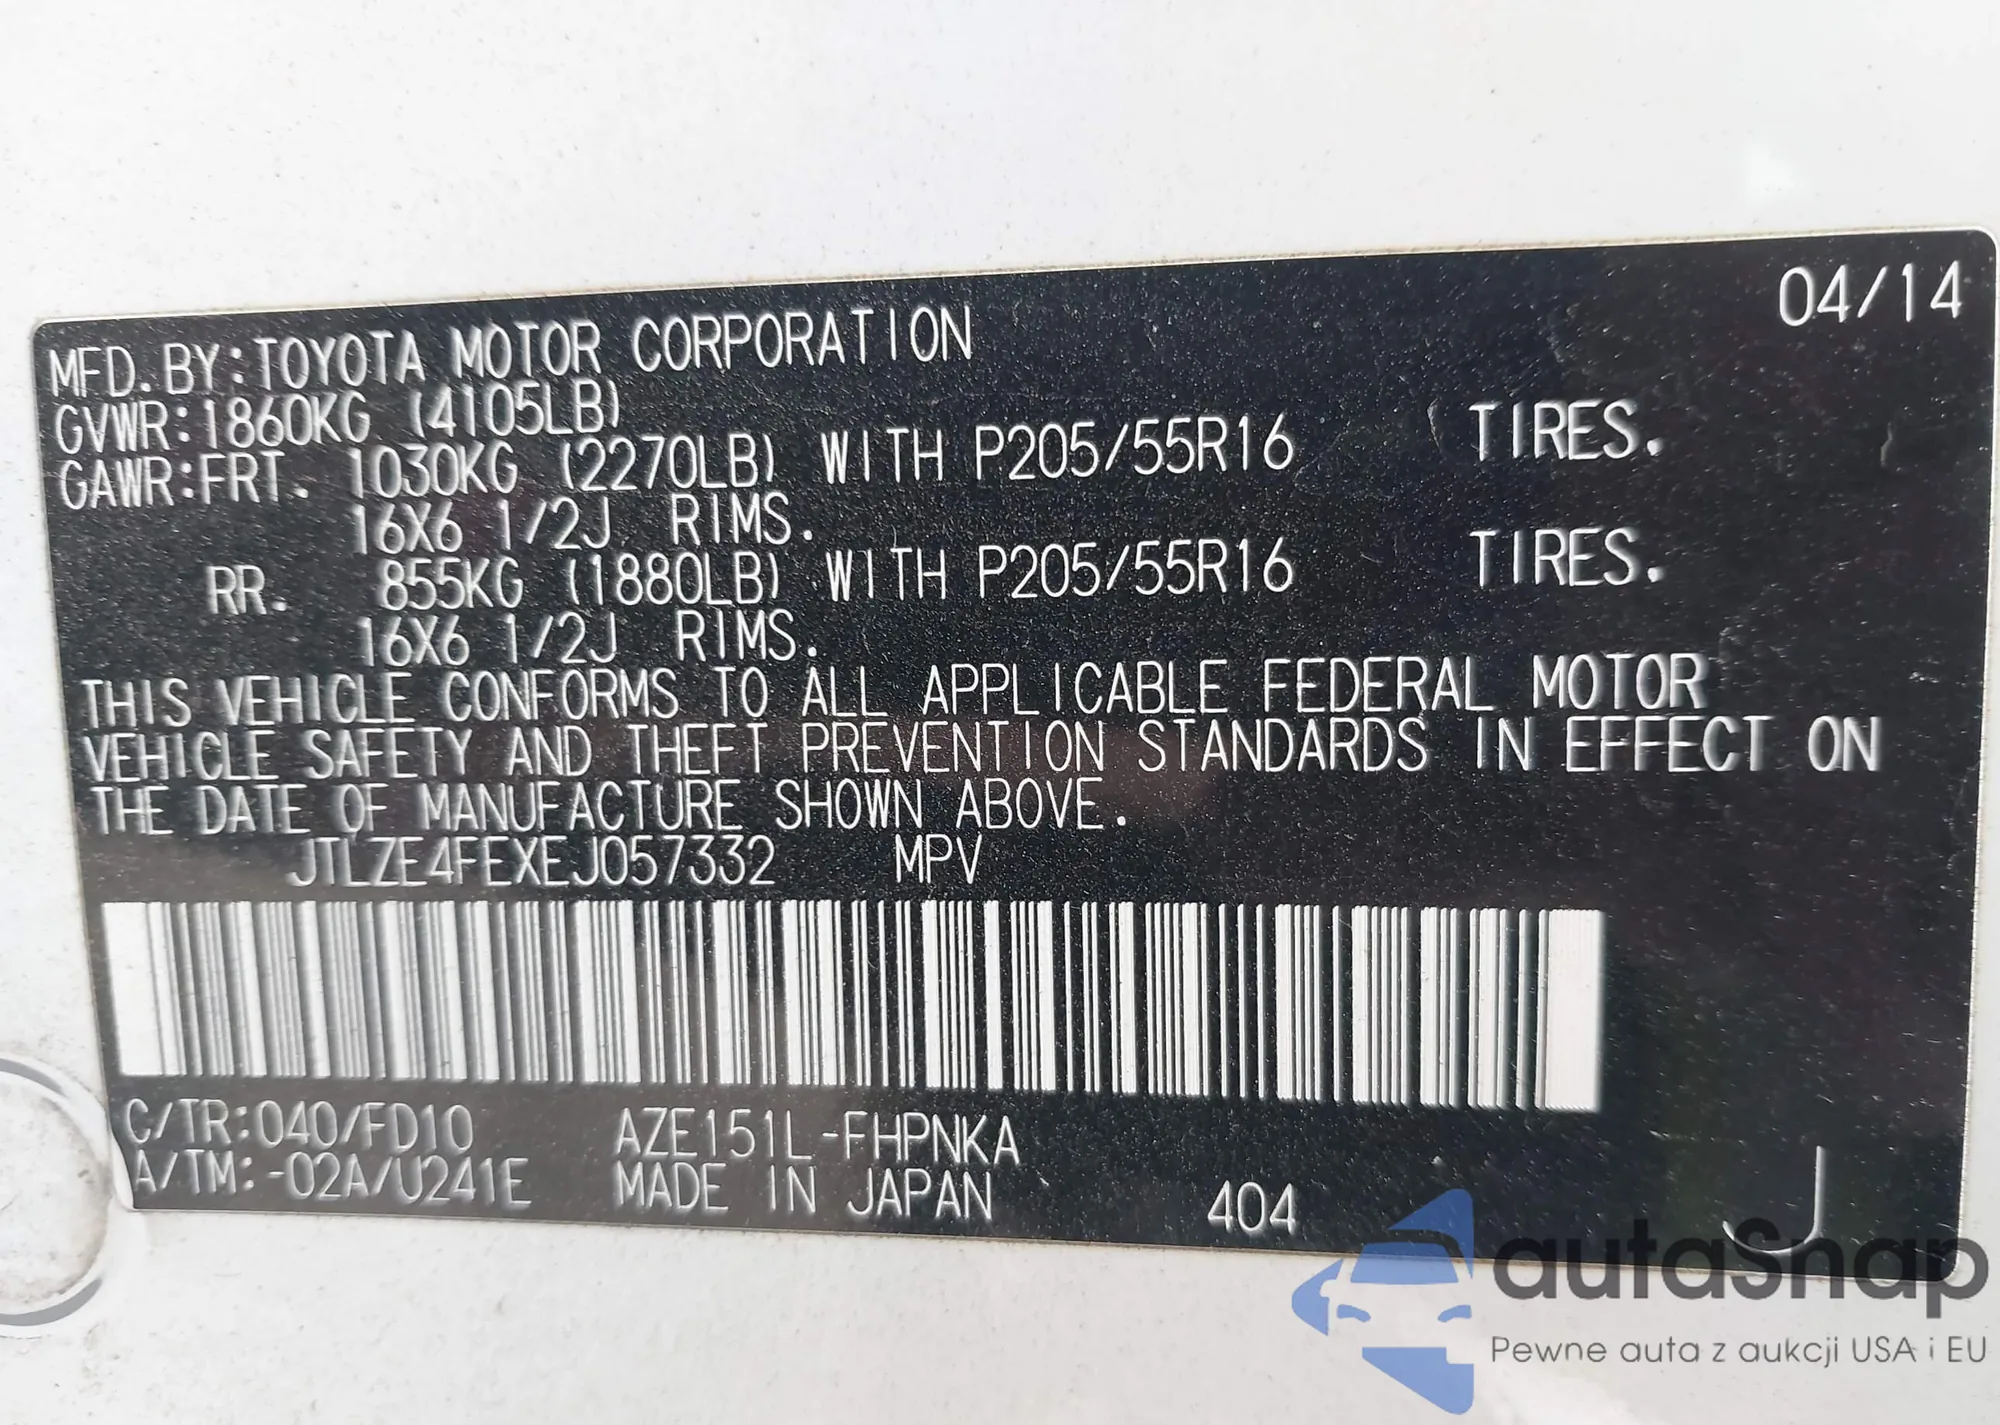 04/14
MFD.BY:TOYOTA MOTOR CORPORATION
GVWR:1860KG (4105LB)
GAWR:FRT. 1030KG (2270LB) WITH P205/55R16 TIRES.
16X6 1/2J RIMS.
RR. 855KG (1880LB) WITH P205/55R16 TIRES.
16X6 1/2J RIMS.
THIS VEHICLE CONFORMS TO ALL APPLICABLE FEDERAL MOTOR
VEHICLE SAFETY AND THEFT PREVENTION STANDARDS IN EFFECT ON
THE DATE OF MANUFACTURE SHOWN ABOVE.
JTLZE4FEXEJ057332 MPV
C/TR:040/FD10 AZE151L-FHPNKA
A/TM:-02A/U241E MADE IN JAPAN 404 J
autaSnap
Pewne auta z aukcji USA i EU